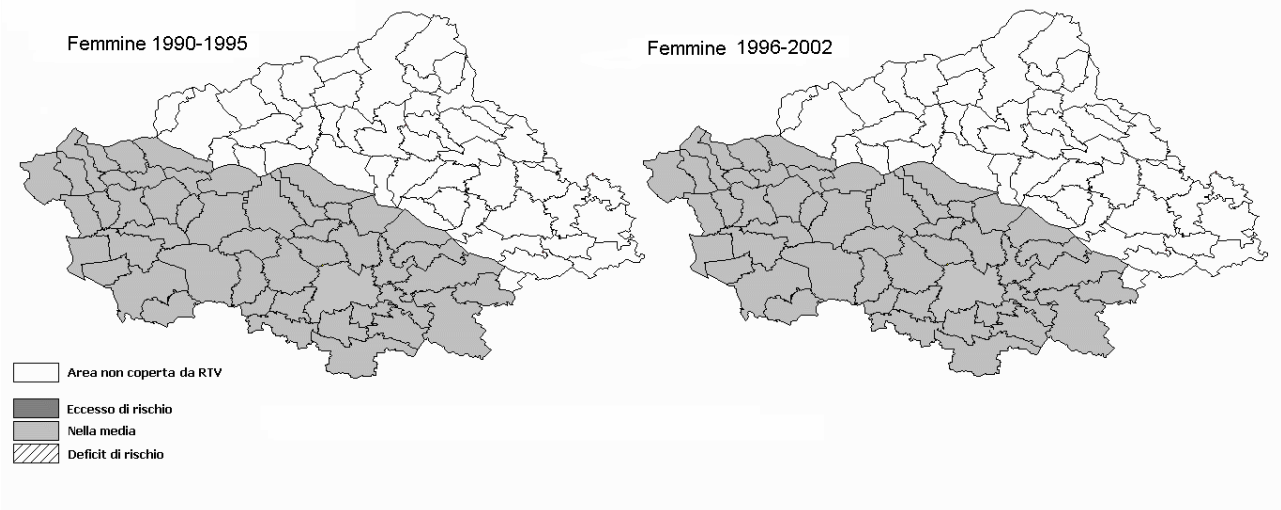 Femmine 1990-1995
Femmine 1996-2002
Area non coperta da RTV
Eccesso di rischio
Nella media
Deficit di rischio